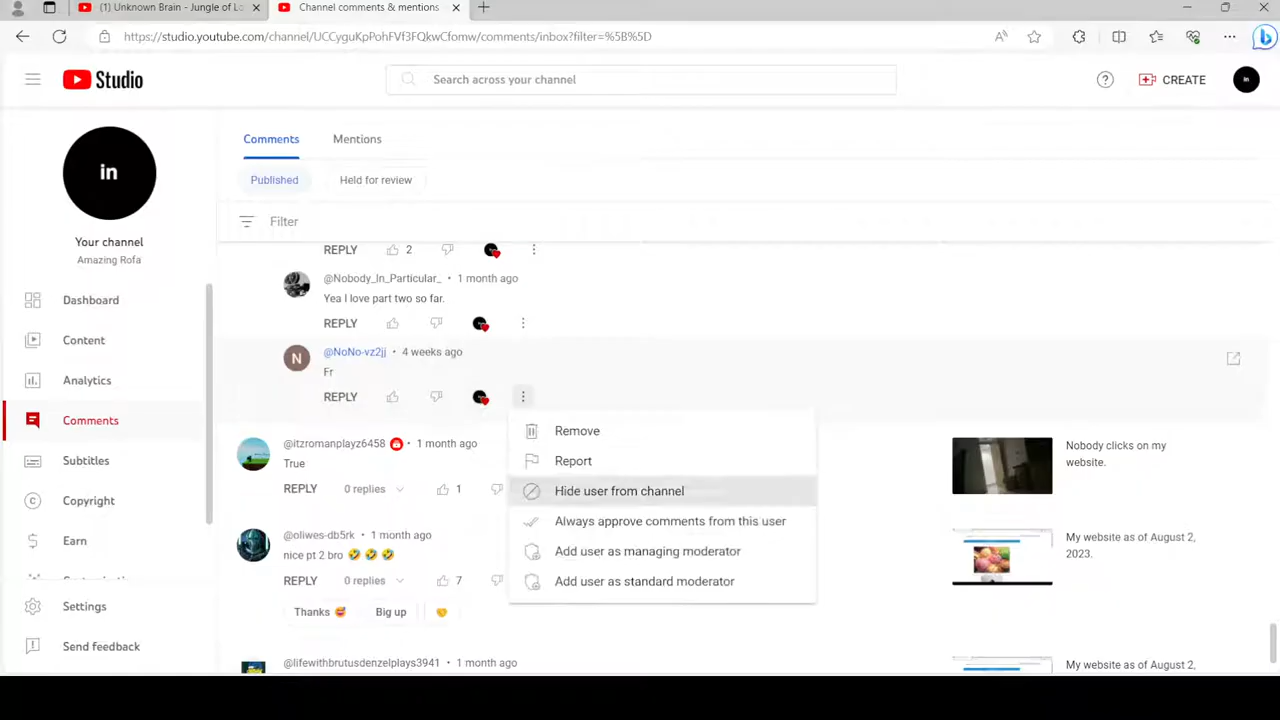 (1) Unknown Brain - Jungle of Lo
Channel comments & mentions
https://studio.youtube.com/channel/UCCyguKpPohFVf3FQkwCfomw/comments/inbox?filter=%5B%5D
Studio
Search across your channel
CREATE
in
in
Your channel
Amazing Rofa
Dashboard
Content
Analytics
Comments
Subtitles
Copyright
Earn
Settings
Send feedback
Comments
Mentions
Published
Held for review
Filter
REPLY 2
@Nobody_In_Particular_ • 1 month ago
Yea I love part two so far.
REPLY
N
@NoNo-vz2jj • 4 weeks ago
Fr
REPLY
Remove
Report
Hide user from channel
Always approve comments from this user
Add user as managing moderator
Add user as standard moderator
@itzromanplayz6458 • 1 month ago
True
REPLY 0 replies 1
Nobody clicks on my
website.
@oliwes-db5rk • 1 month ago
nice pt 2 bro 🤣 🤣 🤣
REPLY 0 replies 7
Thanks 🥰 Big up
My website as of August 2,
2023.
@lifewithbrutusdenzelplays3941 • 1 month ago
My website as of August 2,